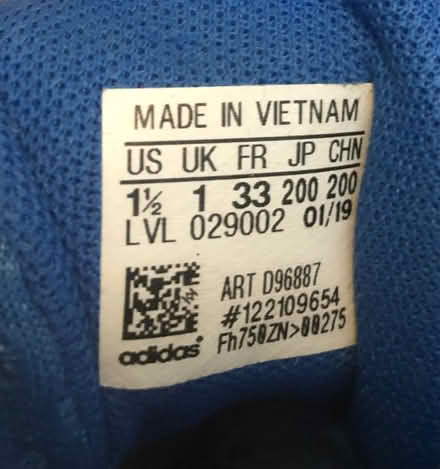 MADE IN VIETNAM
US UK FR JP CHN
1½ 1 33 200 200
LVL 029002 01/19
ART D96887
#122109654
Fh750ZN>00275
adidas